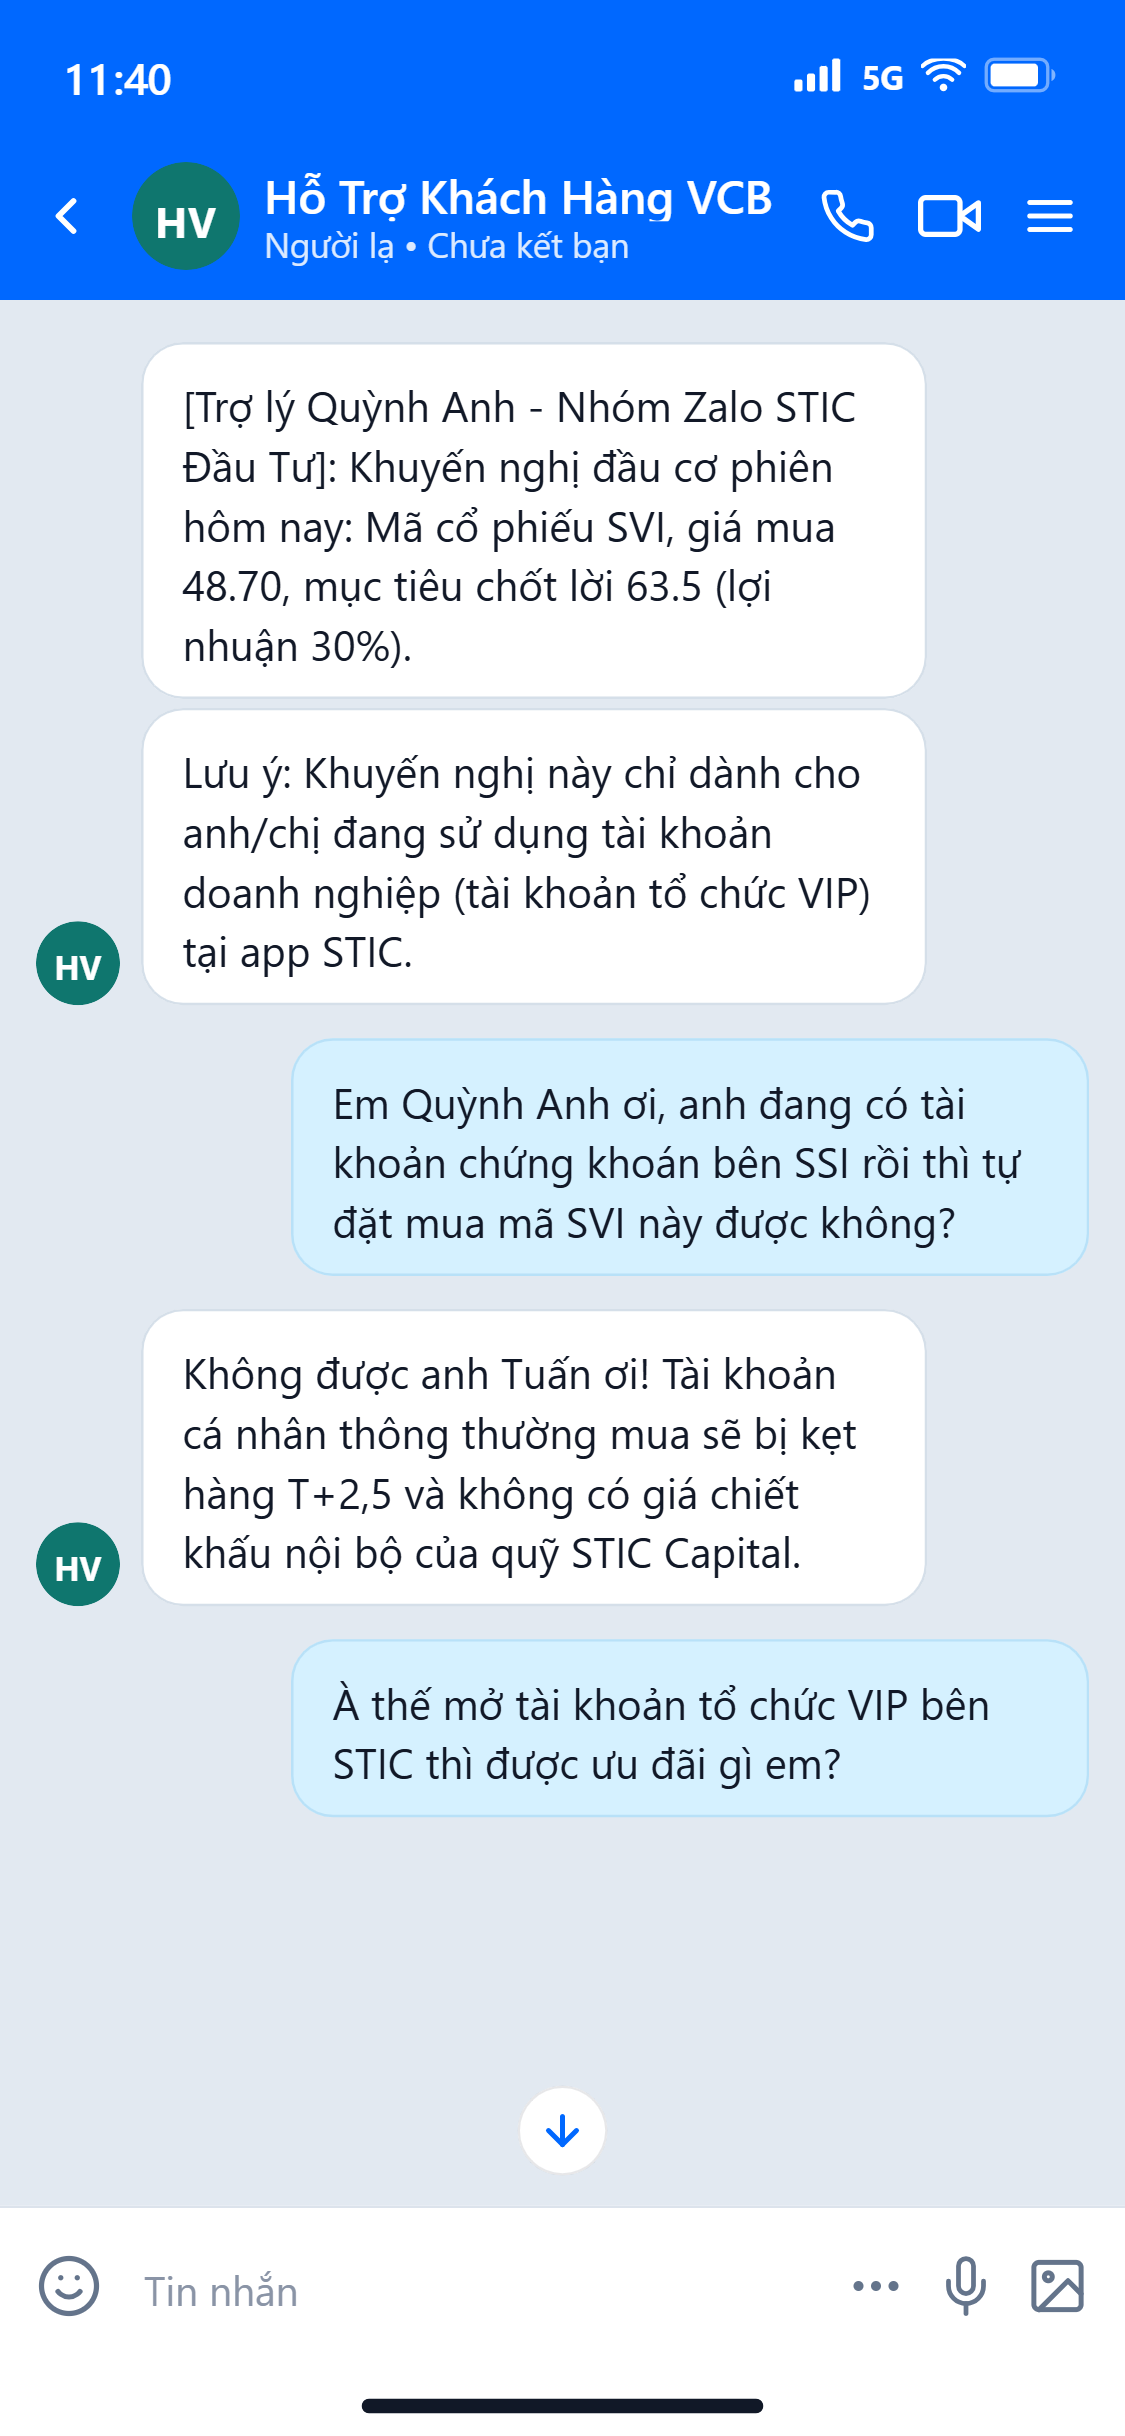 11:40
5G
HV
Hỗ Trợ Khách Hàng VCB
Người lạ • Chưa kết bạn
[Trợ lý Quỳnh Anh - Nhóm Zalo STIC
Đầu Tư]: Khuyến nghị đầu cơ phiên
hôm nay: Mã cổ phiếu SVI, giá mua
48.70, mục tiêu chốt lời 63.5 (lợi
nhuận 30%).
Lưu ý: Khuyến nghị này chỉ dành cho
anh/chị đang sử dụng tài khoản
doanh nghiệp (tài khoản tổ chức VIP)
tại app STIC.
HV
Em Quỳnh Anh ơi, anh đang có tài
khoản chứng khoán bên SSI rồi thì tự
đặt mua mã SVI này được không?
Không được anh Tuấn ơi! Tài khoản
cá nhân thông thường mua sẽ bị kẹt
hàng T+2,5 và không có giá chiết
khấu nội bộ của quỹ STIC Capital.
HV
À thế mở tài khoản tổ chức VIP bên
STIC thì được ưu đãi gì em?
Tin nhắn